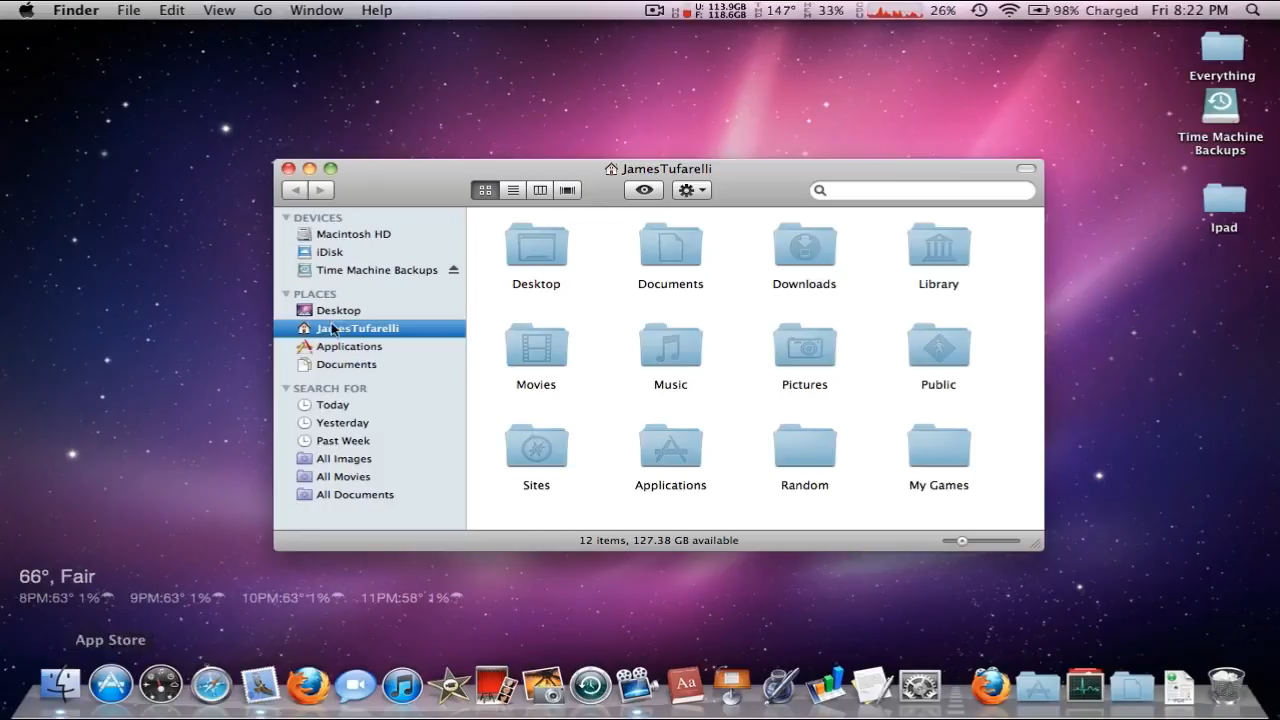 Finder File Edit View Go Window Help
U: 113.9GB
F: 118.6GB
147° 33% 26% 98% Charged Fri 8:22 PM
Everything
Time Machine
Backups
Ipad
JamesTufarelli
DEVICES
Macintosh HD
iDisk
Time Machine Backups
PLACES
Desktop
JamesTufarelli
Applications
Documents
SEARCH FOR
Today
Yesterday
Past Week
All Images
All Movies
All Documents
Desktop Documents Downloads Library
Movies Music Pictures Public
Sites Applications Random My Games
12 items, 127.38 GB available
66°, Fair
8PM:63° 1% 9PM:63° 1% 10PM:63° 1% 11PM:58° 1%
App Store
Aa